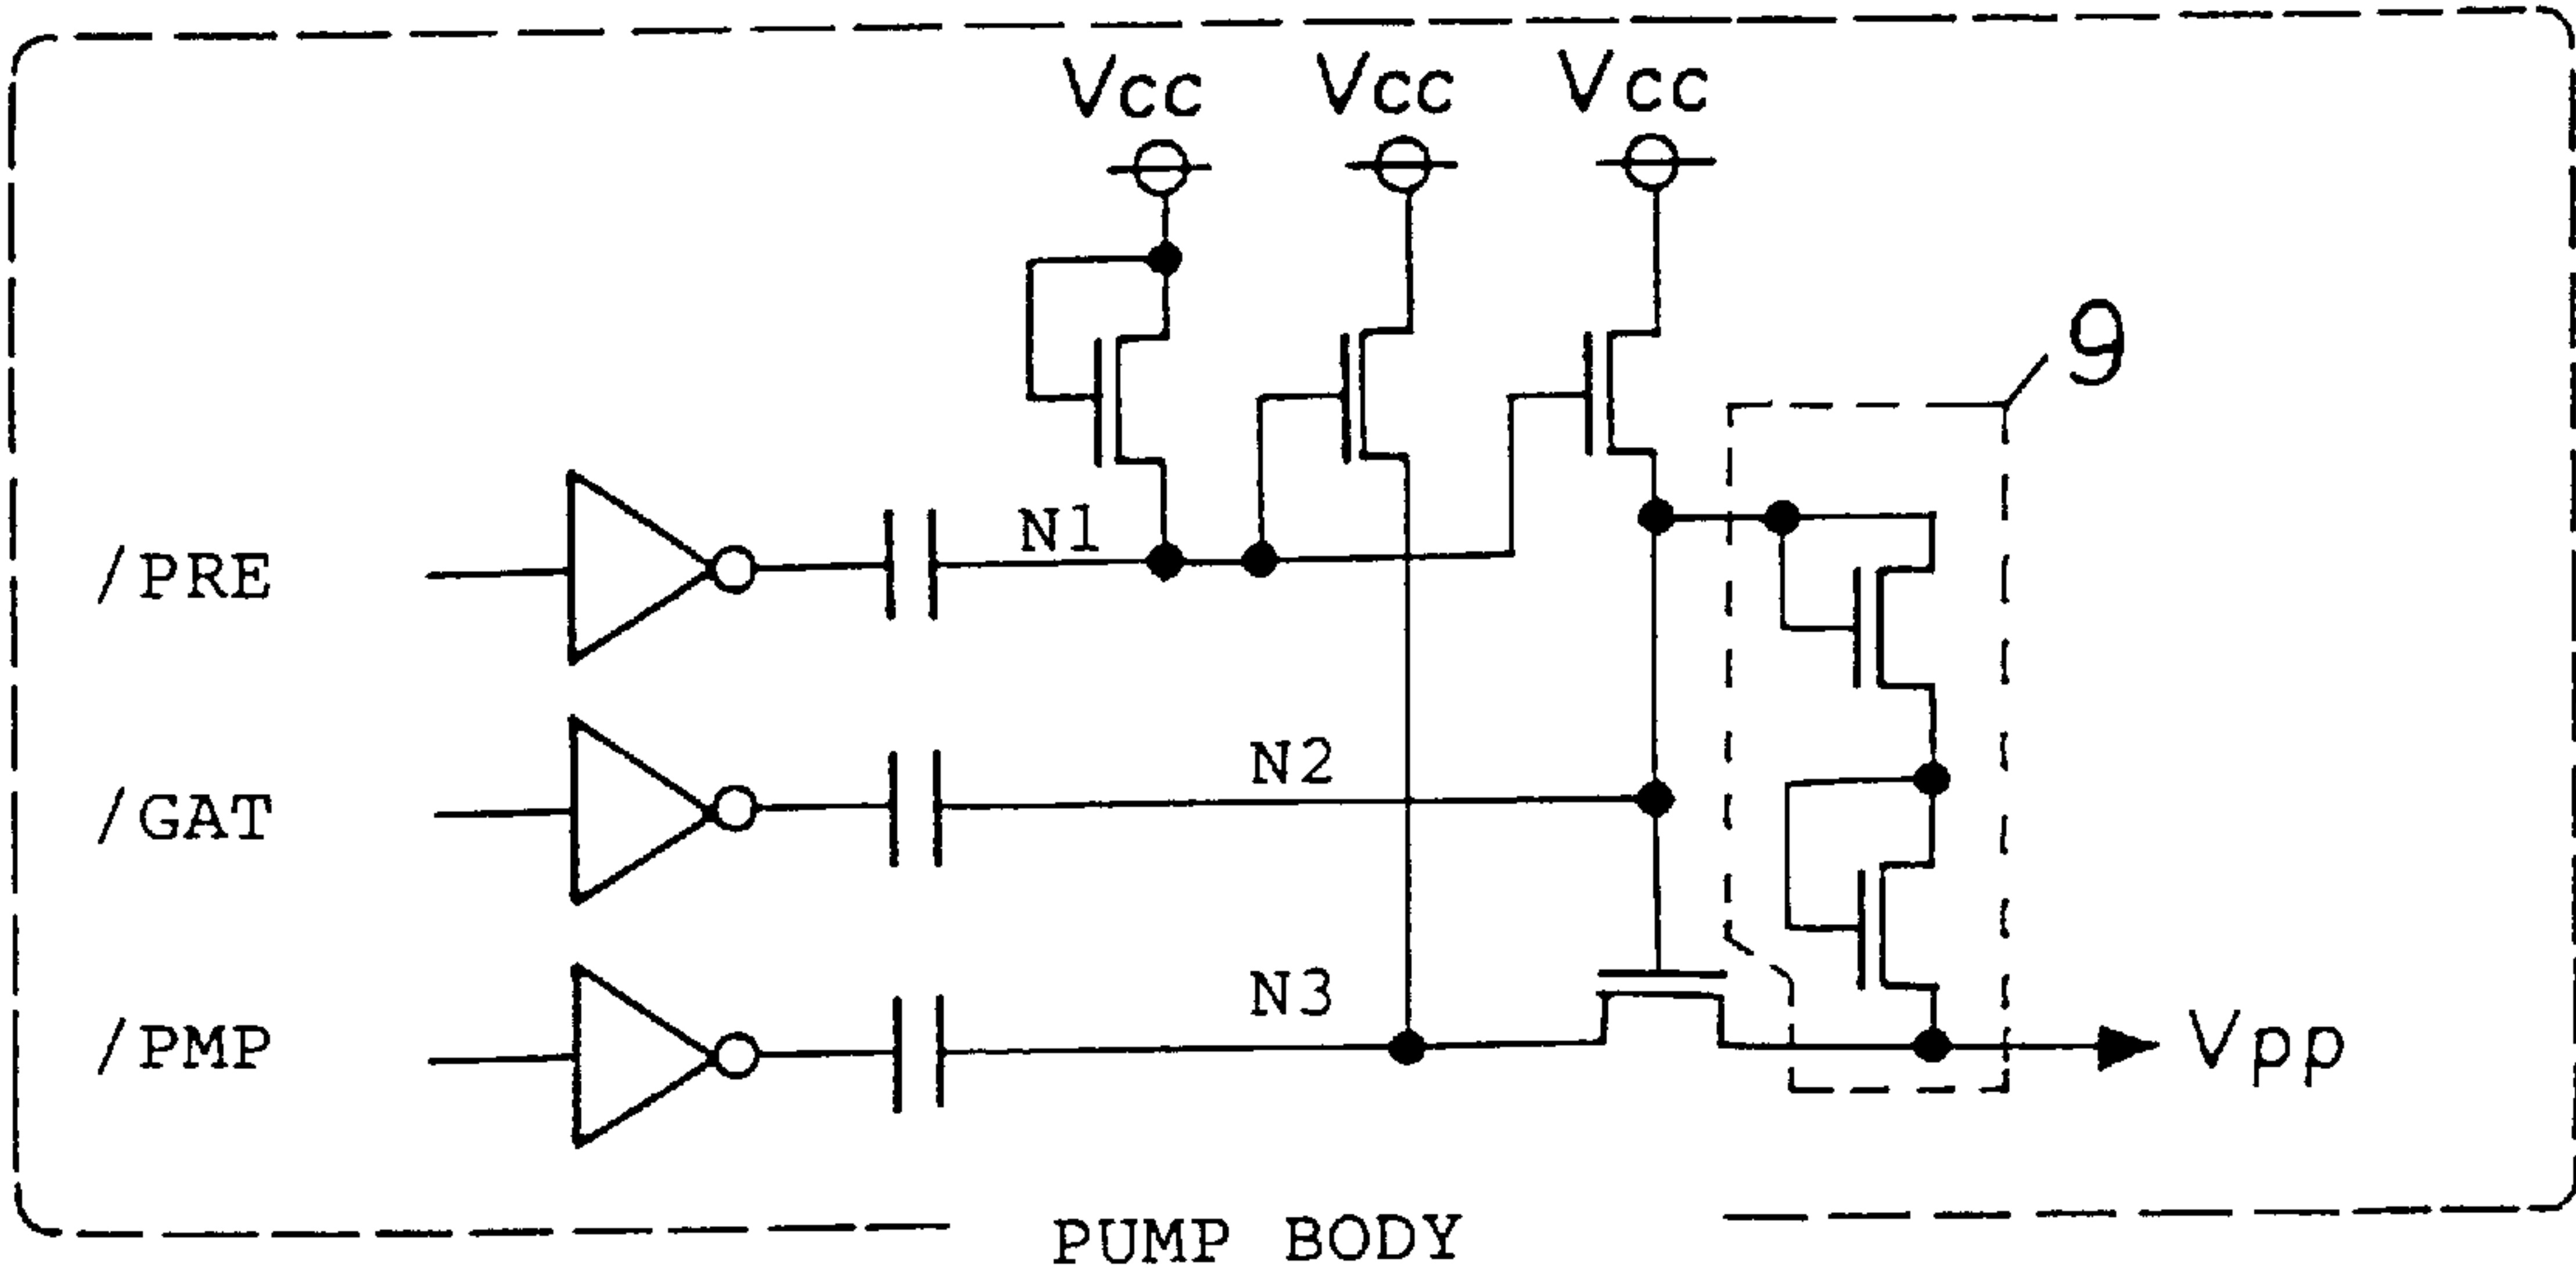 Vcc Vcc Vcc
9
N1
/PRE
N2
/GAT
N3
/PMP
Vpp
PUMP BODY